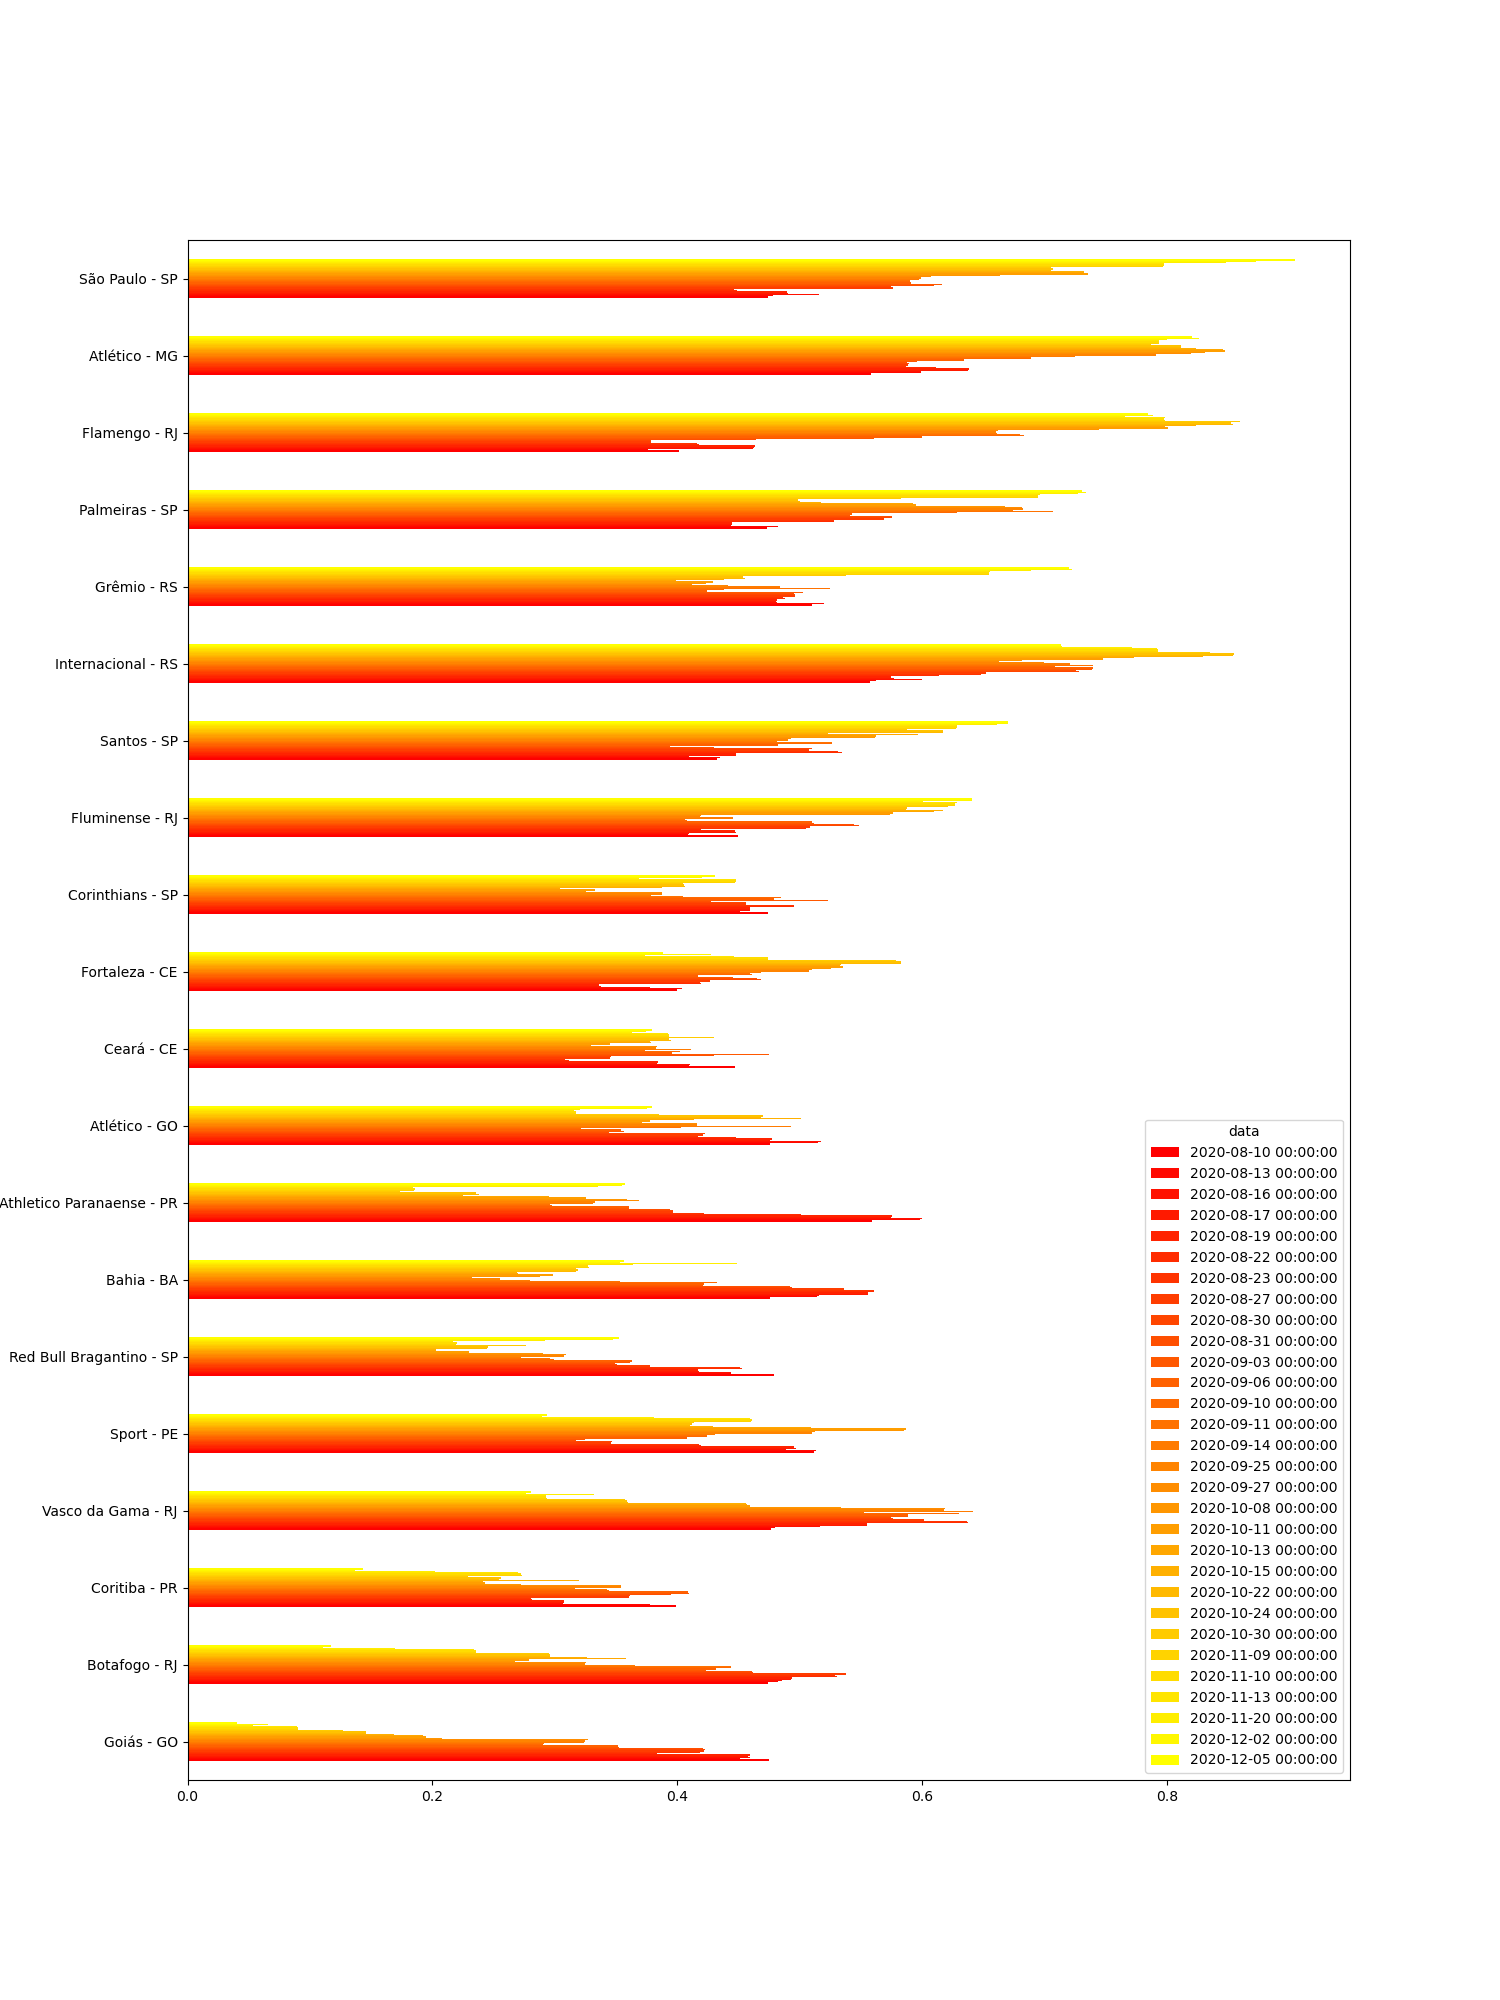 São Paulo - SP
Atlético - MG
Flamengo - RJ
Palmeiras - SP
Grêmio - RS
Internacional - RS
Santos - SP
Fluminense - RJ
Corinthians - SP
Fortaleza - CE
Ceará - CE
Atlético - GO
Athletico Paranaense - PR
Bahia - BA
Red Bull Bragantino - SP
Sport - PE
Vasco da Gama - RJ
Coritiba - PR
Botafogo - RJ
Goiás - GO
0.0 0.2 0.4 0.6 0.8
data
2020-08-10 00:00:00
2020-08-13 00:00:00
2020-08-16 00:00:00
2020-08-17 00:00:00
2020-08-19 00:00:00
2020-08-22 00:00:00
2020-08-23 00:00:00
2020-08-27 00:00:00
2020-08-30 00:00:00
2020-08-31 00:00:00
2020-09-03 00:00:00
2020-09-06 00:00:00
2020-09-10 00:00:00
2020-09-11 00:00:00
2020-09-14 00:00:00
2020-09-25 00:00:00
2020-09-27 00:00:00
2020-10-08 00:00:00
2020-10-11 00:00:00
2020-10-13 00:00:00
2020-10-15 00:00:00
2020-10-22 00:00:00
2020-10-24 00:00:00
2020-10-30 00:00:00
2020-11-09 00:00:00
2020-11-10 00:00:00
2020-11-13 00:00:00
2020-11-20 00:00:00
2020-12-02 00:00:00
2020-12-05 00:00:00